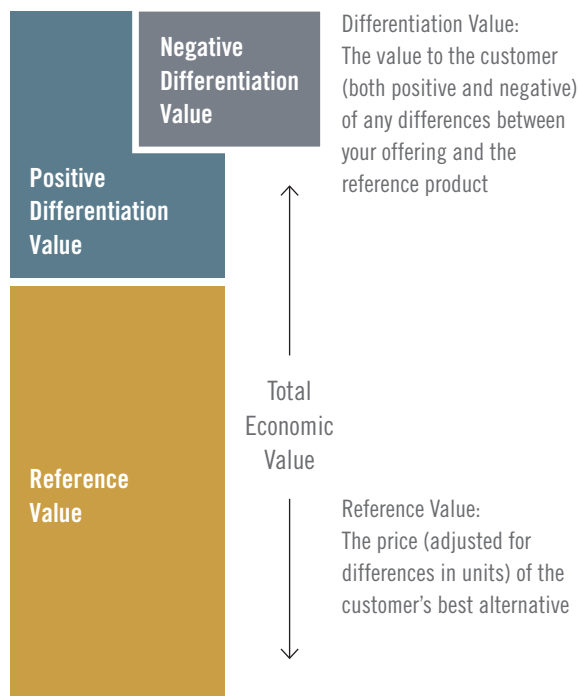 Negative
Differentiation
Value
Differentiation Value:
The value to the customer
(both positive and negative)
of any differences between
your offering and the
reference product
Positive
Differentiation
Value
Total
Economic
Value
Reference
Value
Reference Value:
The price (adjusted for
differences in units) of the
customer’s best alternative